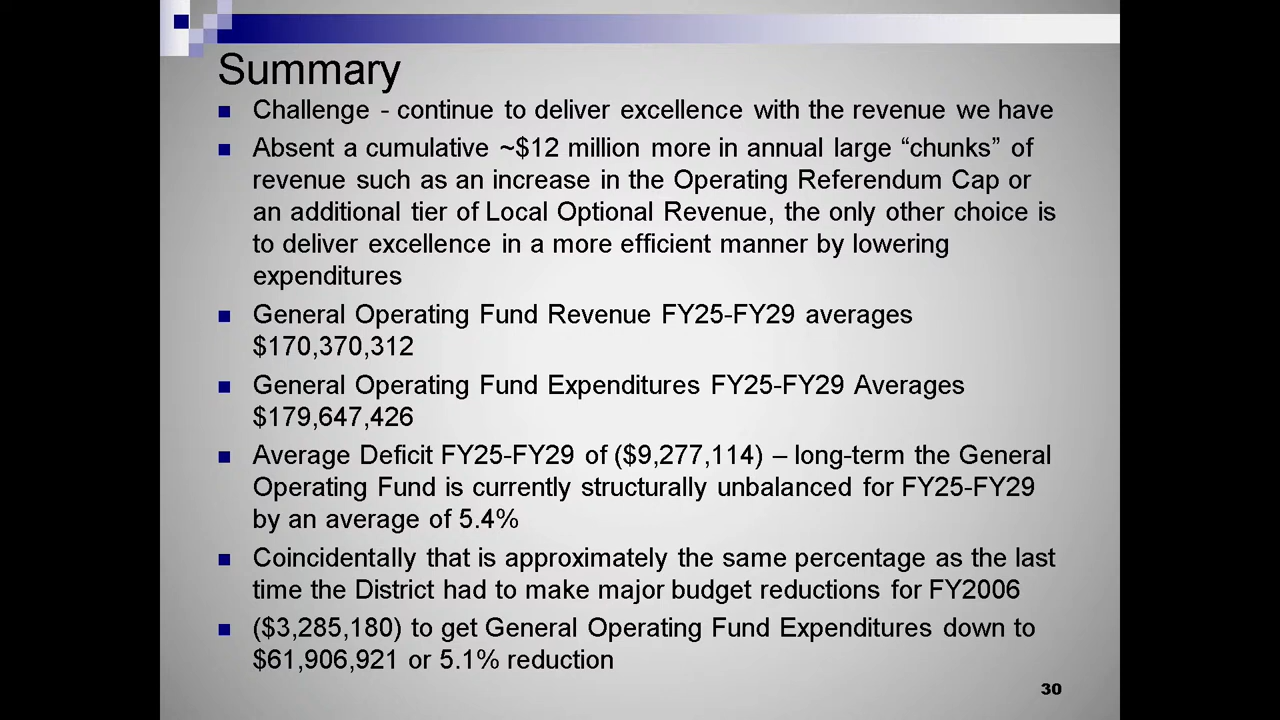 Summary
Challenge - continue to deliver excellence with the revenue we have
Absent a cumulative ~$12 million more in annual large “chunks” of
revenue such as an increase in the Operating Referendum Cap or
an additional tier of Local Optional Revenue, the only other choice is
to deliver excellence in a more efficient manner by lowering
expenditures
General Operating Fund Revenue FY25-FY29 averages
$170,370,312
General Operating Fund Expenditures FY25-FY29 Averages
$179,647,426
Average Deficit FY25-FY29 of ($9,277,114) – long-term the General
Operating Fund is currently structurally unbalanced for FY25-FY29
by an average of 5.4%
Coincidentally that is approximately the same percentage as the last
time the District had to make major budget reductions for FY2006
($3,285,180) to get General Operating Fund Expenditures down to
$61,906,921 or 5.1% reduction
30